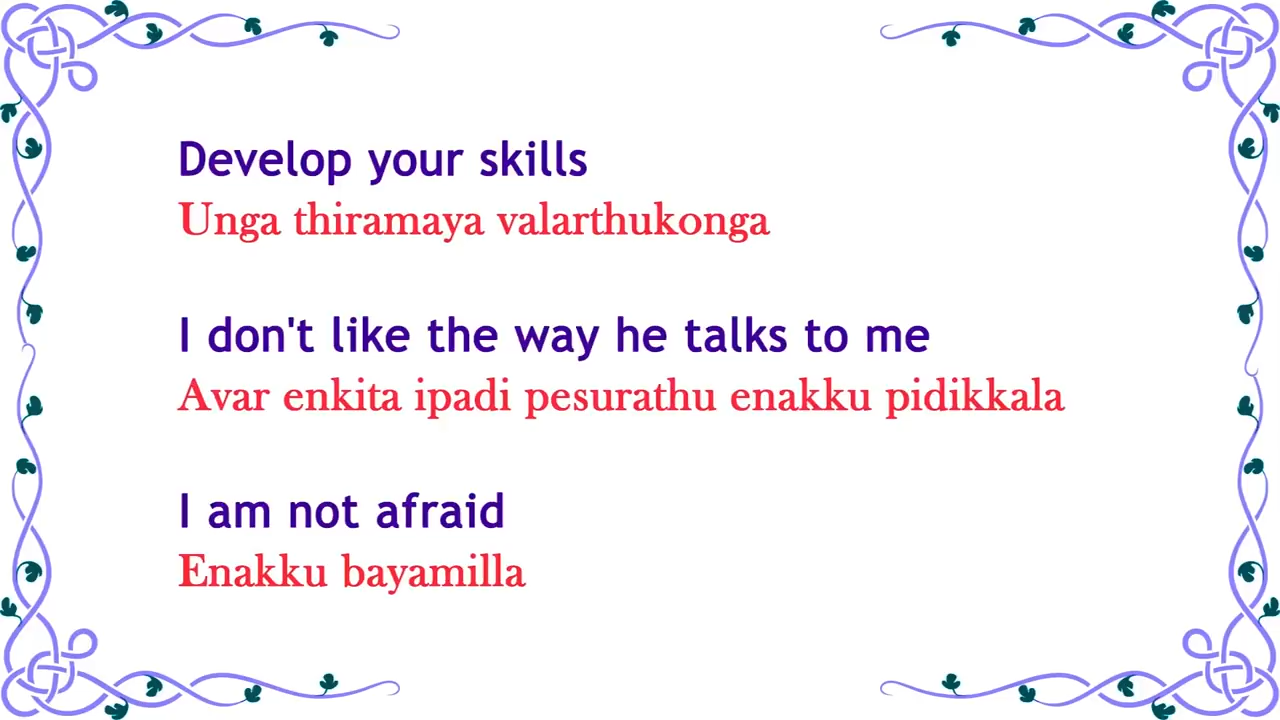 Develop your skills
Unga thiramaya valarthukonga
I don't like the way he talks to me
Avar enkita ipadi pesurathu enakku pidikkala
I am not afraid
Enakku bayamilla